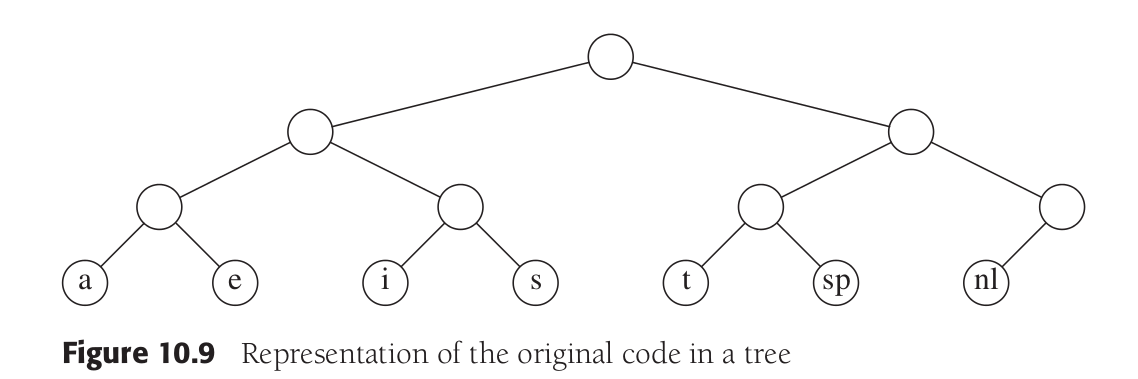 a e i s t sp nl
Figure 10.9 Representation of the original code in a tree